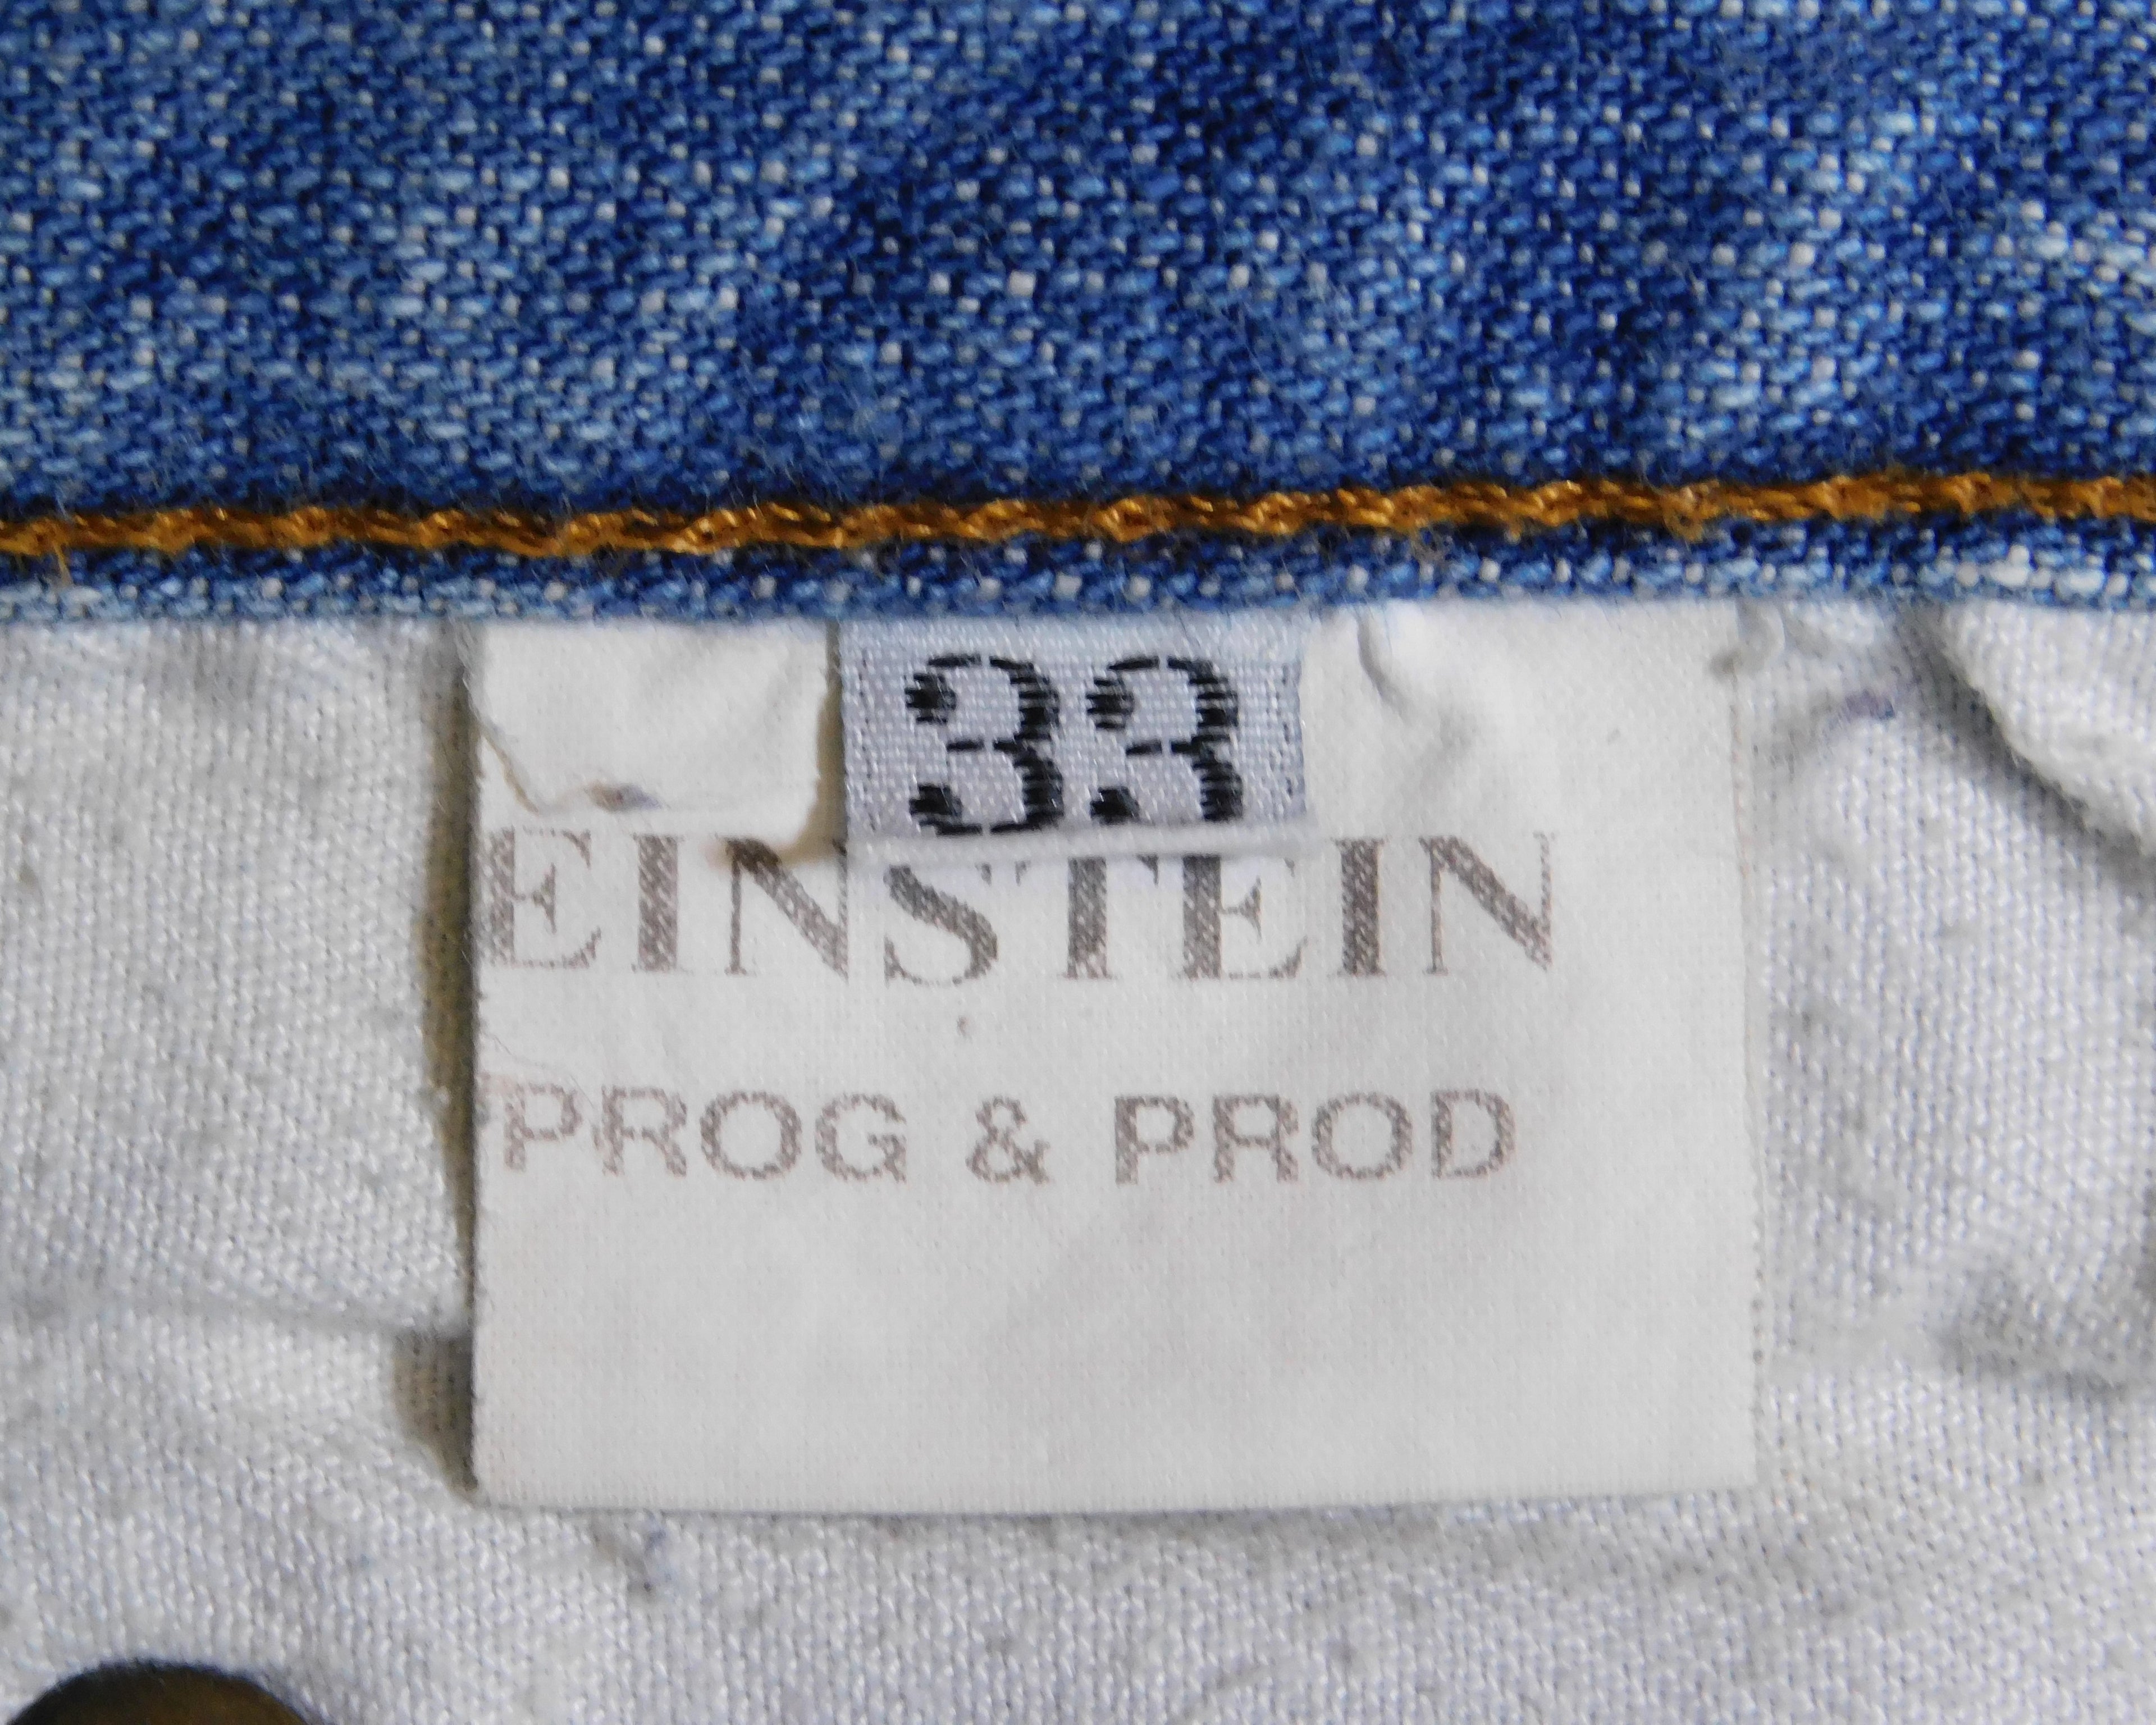 33
EINSTEIN
PROG & PROD